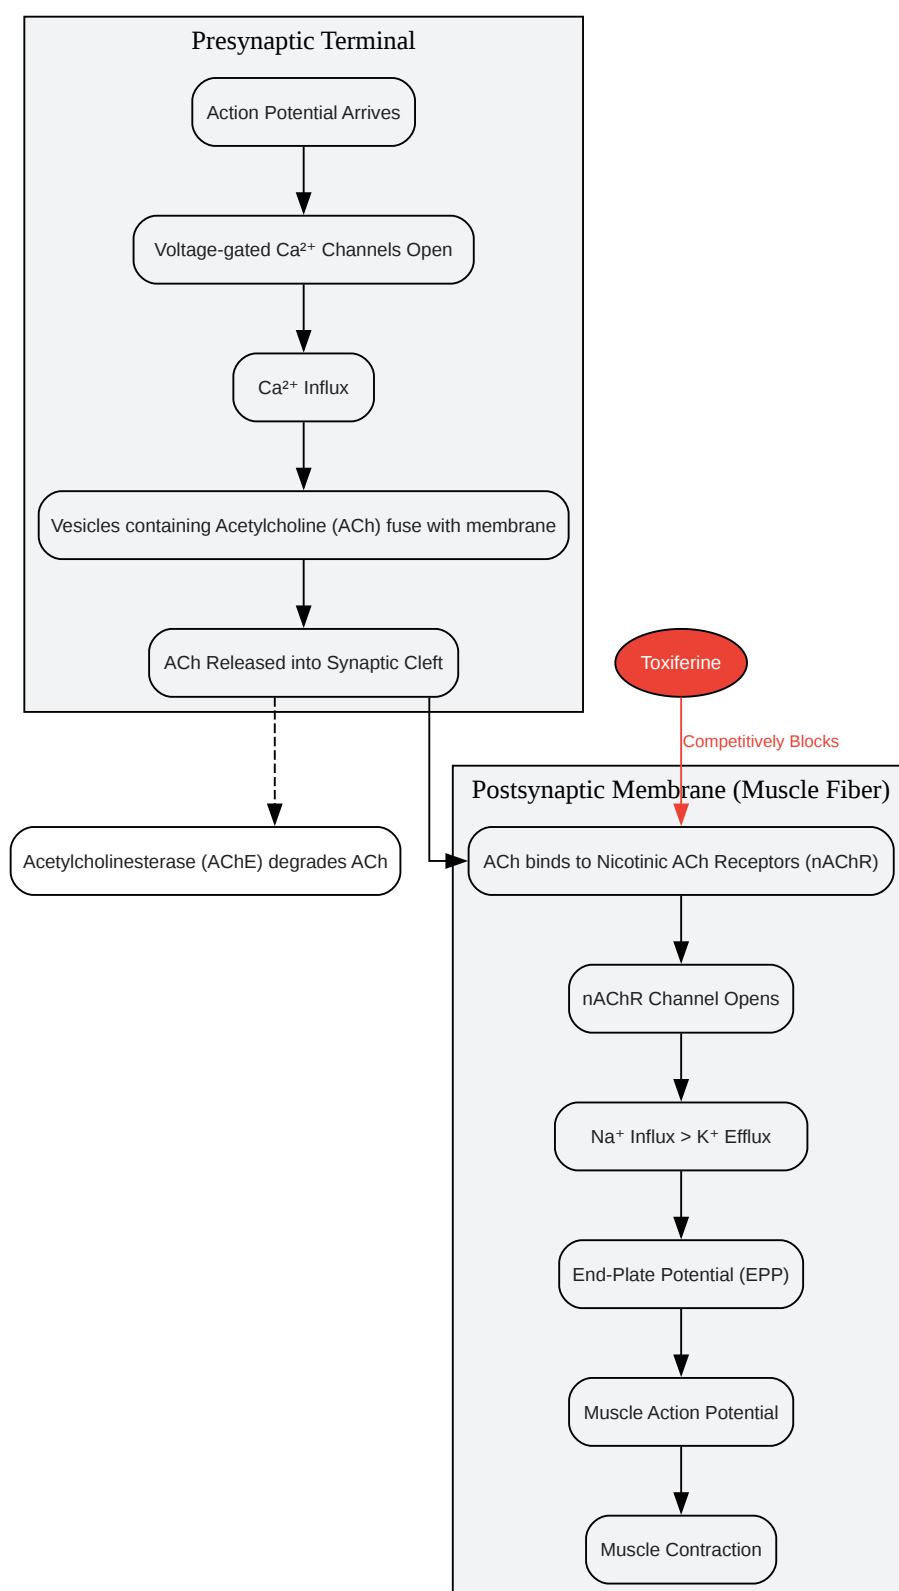 Presynaptic Terminal
Action Potential Arrives
Voltage-gated Ca²⁺ Channels Open
Ca²⁺ Influx
Vesicles containing Acetylcholine (ACh) fuse with membrane
ACh Released into Synaptic Cleft
Toxiferine
Competitively Blocks
Postsynaptic Membrane (Muscle Fiber)
Acetylcholinesterase (AChE) degrades ACh
ACh binds to Nicotinic ACh Receptors (nAChR)
nAChR Channel Opens
Na⁺ Influx > K⁺ Efflux
End-Plate Potential (EPP)
Muscle Action Potential
Muscle Contraction